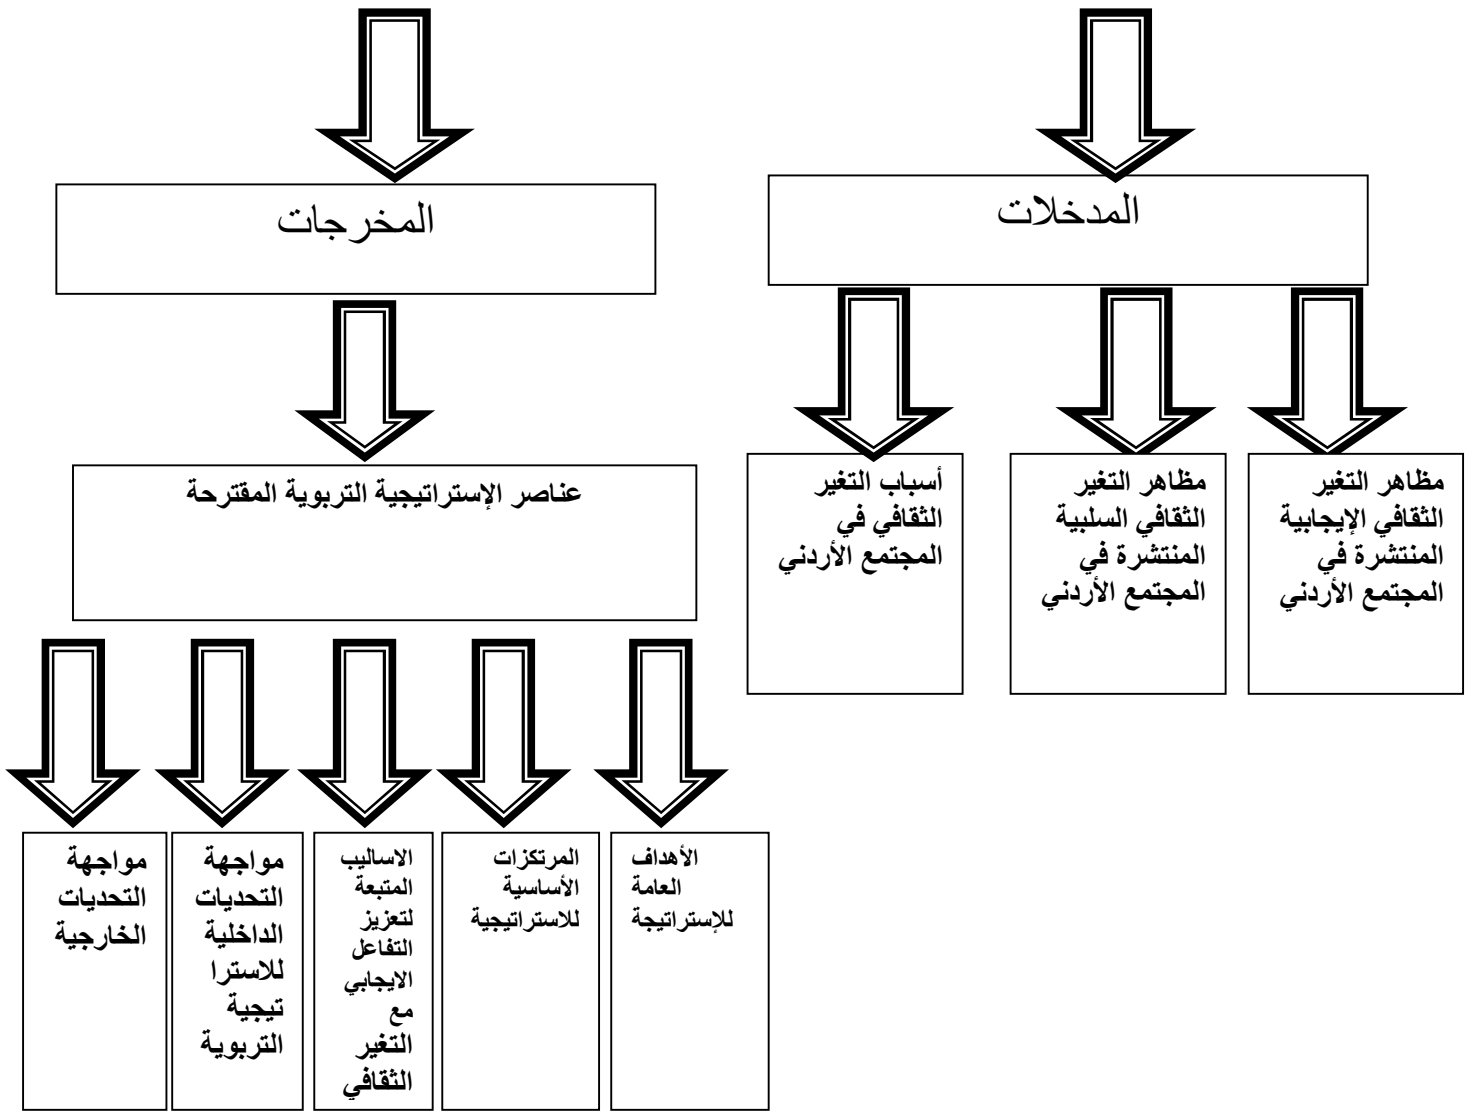 المدخلات
المخرجات
مظاهر التغير
الثقافي الإيجابية
المنتشرة في
المجتمع الأردني
مظاهر التغير
الثقافي السلبية
المنتشرة في
المجتمع الأردني
أسباب التغير
الثقافي في
المجتمع الأردني
عناصر الإستراتيجية التربوية المقترحة
الأهداف
العامة
للإستراتيجة
المرتكزات
الأساسية
للاستراتيجية
الاساليب
المتبعة
لتعزيز
التفاعل
الايجابي
مع
التغير
الثقافي
مواجهة
التحديات
الداخلية
للاسترا
تيجية
التربوية
مواجهة
التحديات
الخارجية